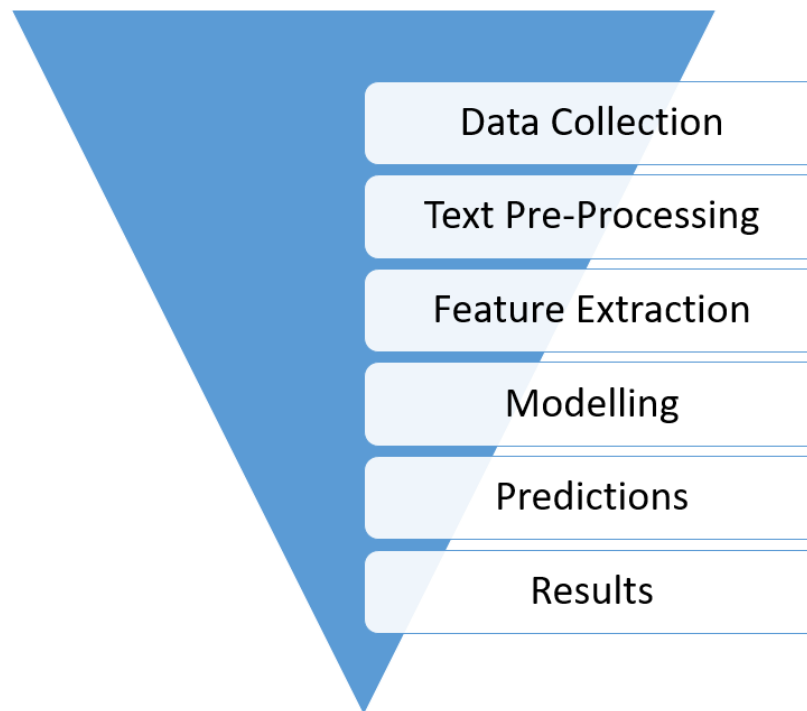 Data Collection
Text Pre-Processing
Feature Extraction
Modelling
Predictions
Results